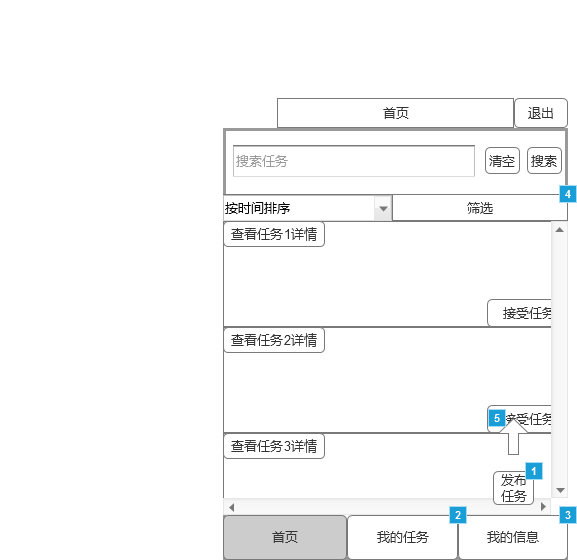 首页
退出
搜索任务
清空
搜索
4
按时间排序
筛选
查看任务1详情
接受任务
查看任务2详情
5
接受任务
查看任务3详情
1
发布
任务
2
3
首页
我的任务
我的信息